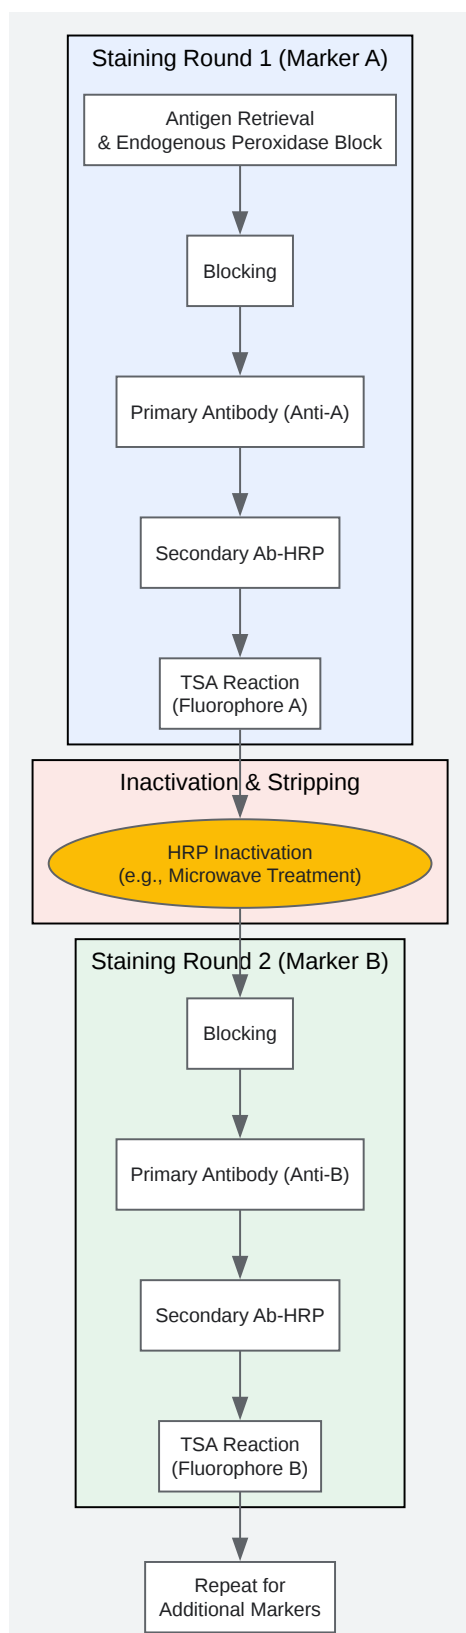 Staining Round 1 (Marker A)
Antigen Retrieval
& Endogenous Peroxidase Block
Blocking
Primary Antibody (Anti-A)
Secondary Ab-HRP
TSA Reaction
(Fluorophore A)
Inactivation & Stripping
HRP Inactivation
(e.g., Microwave Treatment)
Staining Round 2 (Marker B)
Blocking
Primary Antibody (Anti-B)
Secondary Ab-HRP
TSA Reaction
(Fluorophore B)
Repeat for
Additional Markers